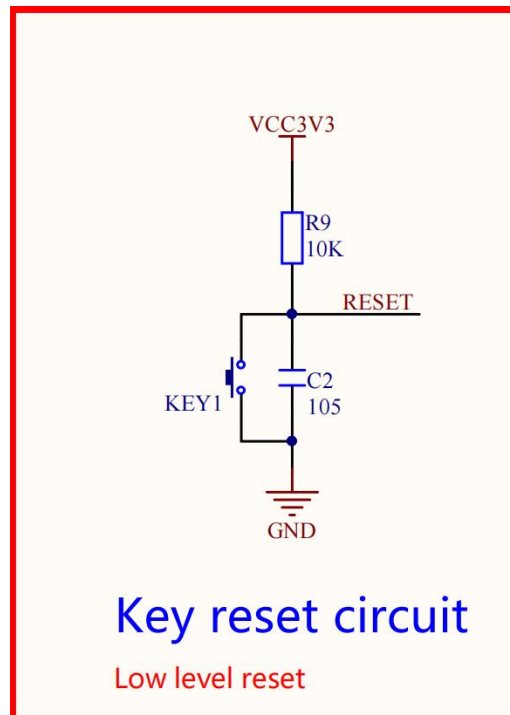 VCC3V3
R9
10K
RESET
KEY1
C2
105
GND
Key reset circuit
Low level reset